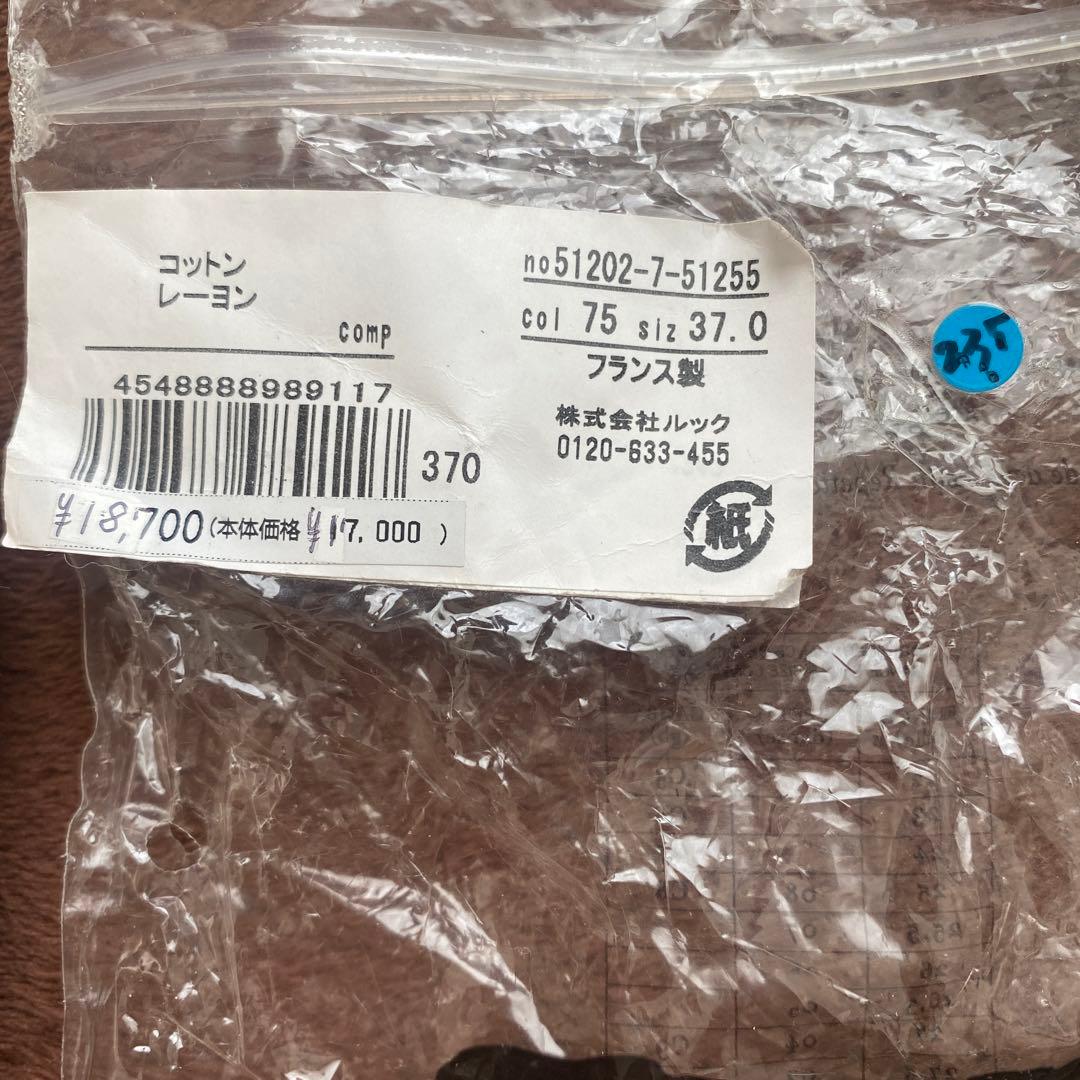 コットン
レーヨン
comp
4548888989117
370
¥18,700(本体価格 ¥17,000 )
no51202-7-51255
col 75 siz 37.0
フランス製
株式会社ルック
0120-633-455
紙
23.5